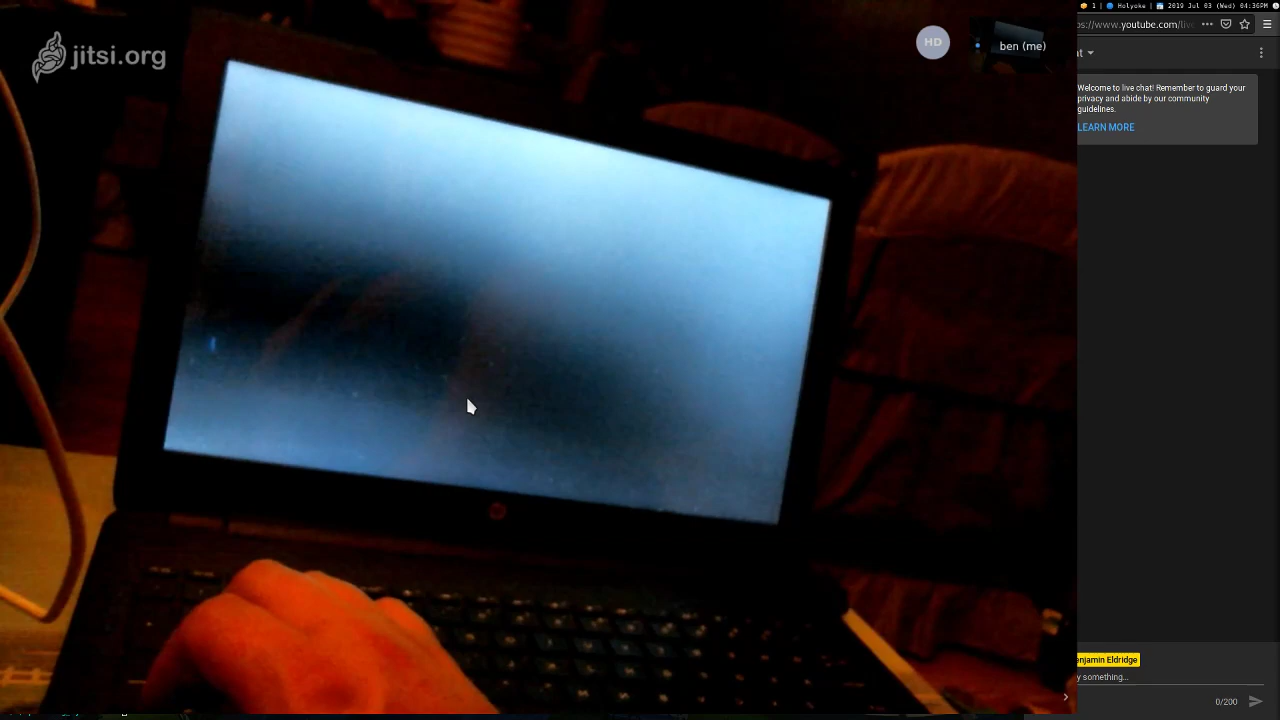 1 | Holyoke | 2019 Jul 03 (Wed) 04:36PM
jitsi.org
HD
ben (me)
s://www.youtube.com/liv
at
Welcome to live chat! Remember to guard your
privacy and abide by our community
guidelines.
LEARN MORE
enjamin Eldridge
y something...
0/200